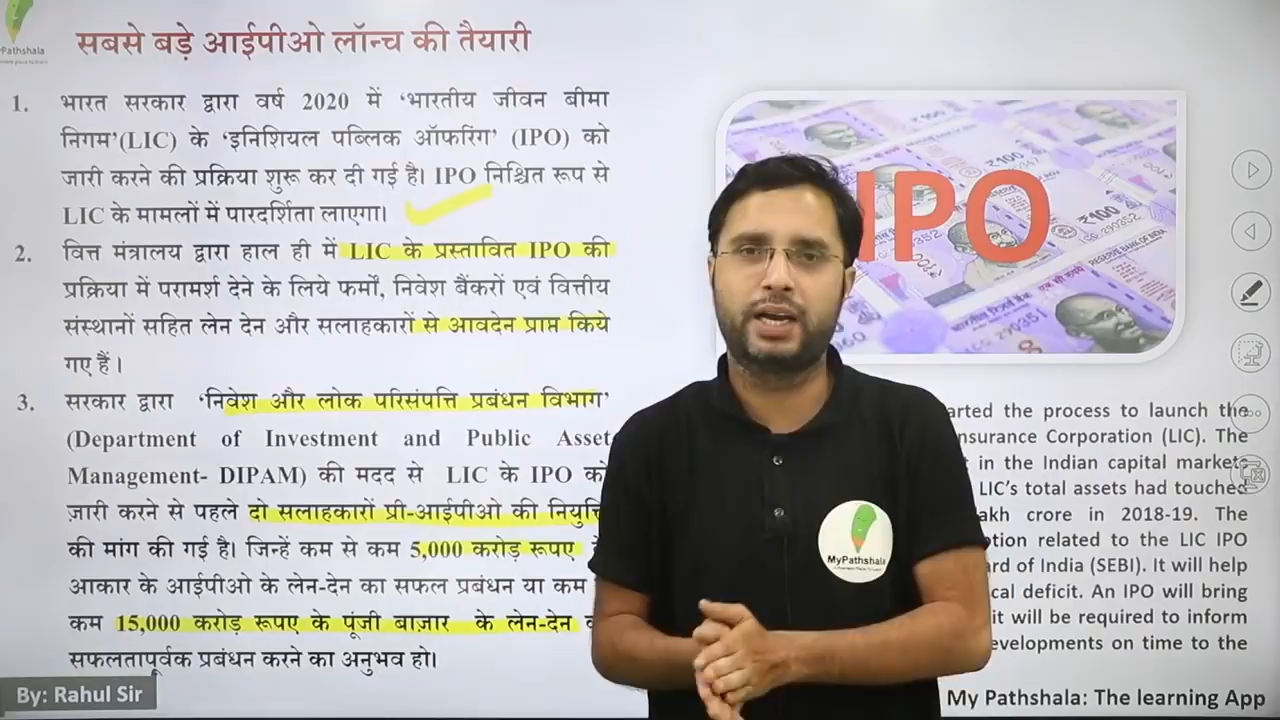 Pathshala
सबसे बड़े आईपीओ लॉन्च की तैयारी
1. भारत सरकार द्वारा वर्ष 2020 में ‘भारतीय जीवन बीमा
निगम’(LIC) के ‘इनिशियल पब्लिक ऑफरिंग’ (IPO) को
जारी करने की प्रक्रिया शुरू कर दी गई है। IPO निश्चित रूप से
LIC के मामलों में पारदर्शिता लाएगा।
2. वित्त मंत्रालय द्वारा हाल ही में LIC के प्रस्तावित IPO की
प्रक्रिया में परामर्श देने के लिये फर्मों, निवेश बैंकरों एवं वित्तीय
संस्थानों सहित लेन देन और सलाहकारों से आवदेन प्राप्त किये
गए हैं ।
3. सरकार द्वारा ‘निवेश और लोक परिसंपत्ति प्रबंधन विभाग’
(Department of Investment and Public Asset
Management- DIPAM) की मदद से LIC के IPO को
ज़ारी करने से पहले दो सलाहकारों प्री-आईपीओ की नियुक्ति
की मांग की गई है। जिन्हें कम से कम 5,000 करोड़ रूपए
आकार के आईपीओ के लेन-देन का सफल प्रबंधन या कम
कम 15,000 करोड़ रूपए के पूंजी बाज़ार के लेन-देन
सफलतापूर्वक प्रबंधन करने का अनुभव हो।
By: Rahul Sir
IPO
₹100
₹100
arted the process to launch the
nsurance Corporation (LIC). The
in the Indian capital market
LIC’s total assets had touched
akh crore in 2018-19. The
ption related to the LIC IPO
ard of India (SEBI). It will help
cal deficit. An IPO will bring
it will be required to inform
evelopments on time to the
MyPathshala
My Pathshala: The learning App